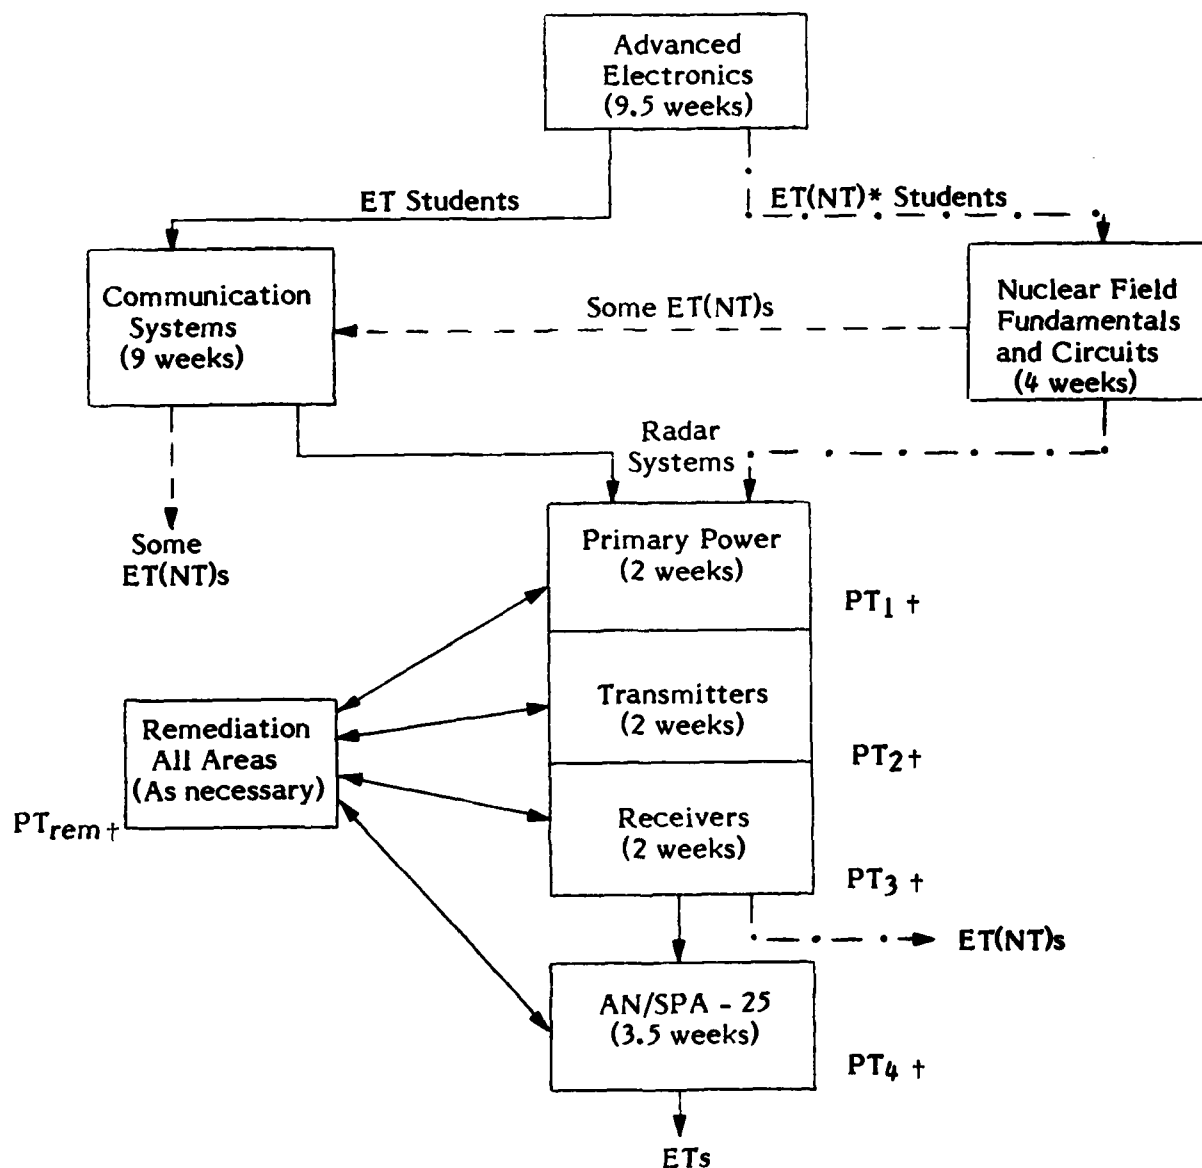 Advanced
Electronics
(9.5 weeks)
ET Students
ET(NT)* Students
Communication
Systems
(9 weeks)
Some ET(NT)s
Nuclear Field
Fundamentals
and Circuits
(4 weeks)
Radar
Systems
Some
ET(NT)s
Primary Power
(2 weeks)
PT1 †
Transmitters
(2 weeks)
PT2†
Remediation
All Areas
(As necessary)
PTrem†
Receivers
(2 weeks)
PT3 †
ET(NT)s
AN/SPA - 25
(3.5 weeks)
PT4 †
ETs